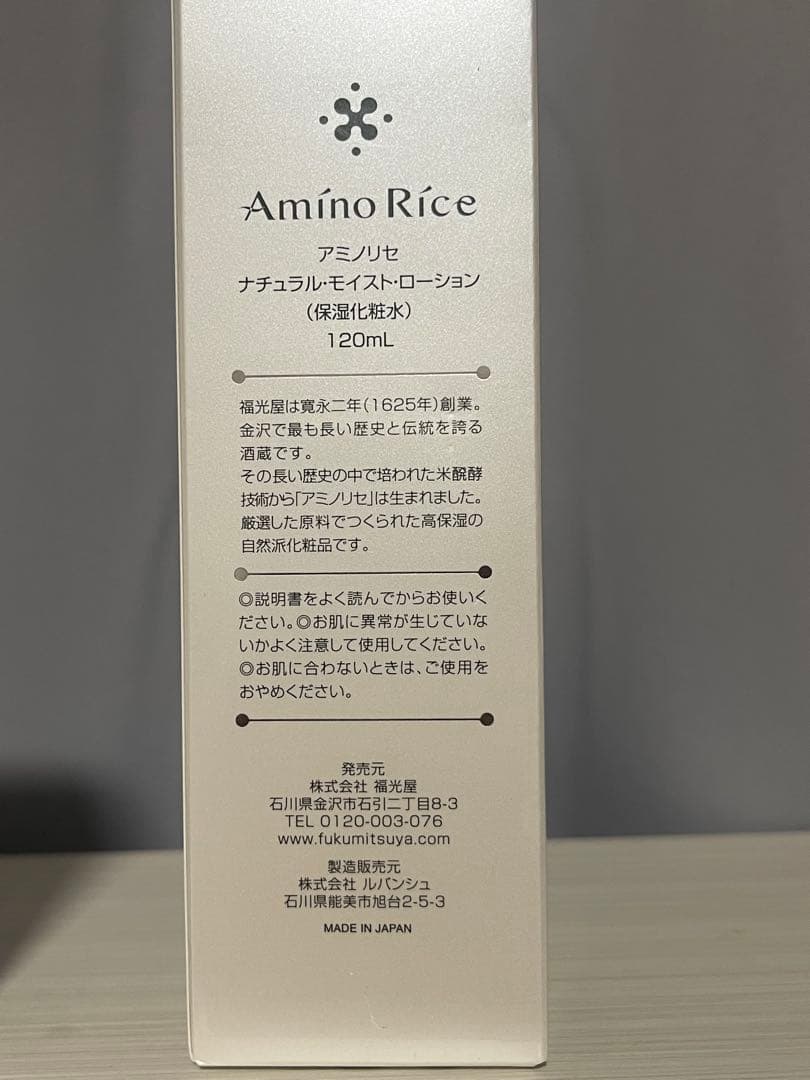 Amíno Ríce
アミノリセ
ナチュラル・モイスト・ローション
（保湿化粧水）
120mL
福光屋は寛永二年（1625年）創業。
金沢で最も長い歴史と伝統を誇る
酒蔵です。
その長い歴史の中で培われた米醗酵
技術から「アミノリセ」は生まれました。
厳選した原料でつくられた高保湿の
自然派化粧品です。
◎説明書をよく読んでからお使いく
ださい。◎お肌に異常が生じていな
いかよく注意して使用してください。
◎お肌に合わないときは、ご使用を
おやめください。
発売元
株式会社 福光屋
石川県金沢市石引二丁目8-3
TEL 0120-003-076
www.fukumitsuya.com
製造販売元
株式会社 ルバンシュ
石川県能美市旭台2-5-3
MADE IN JAPAN